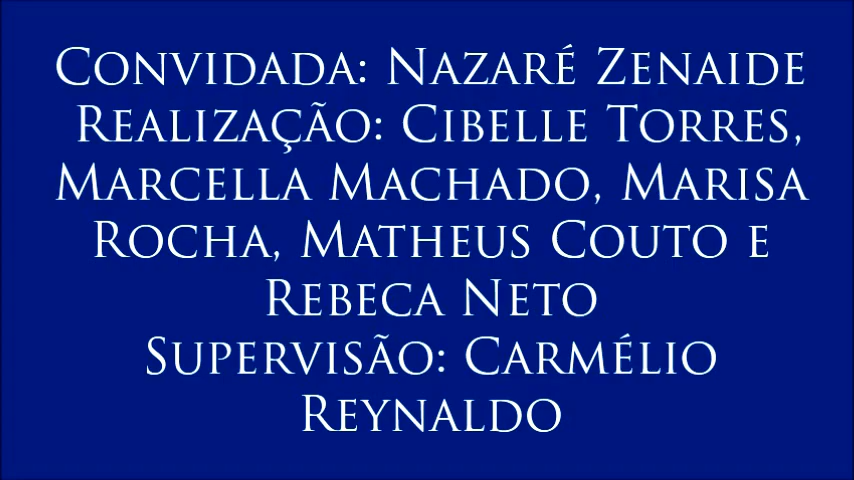 Convidada: Nazaré Zenaide
Realização: Cibelle Torres,
Marcella Machado, Marisa
Rocha, Matheus Couto e
Rebeca Neto
Supervisão: Carmélio
Reynaldo